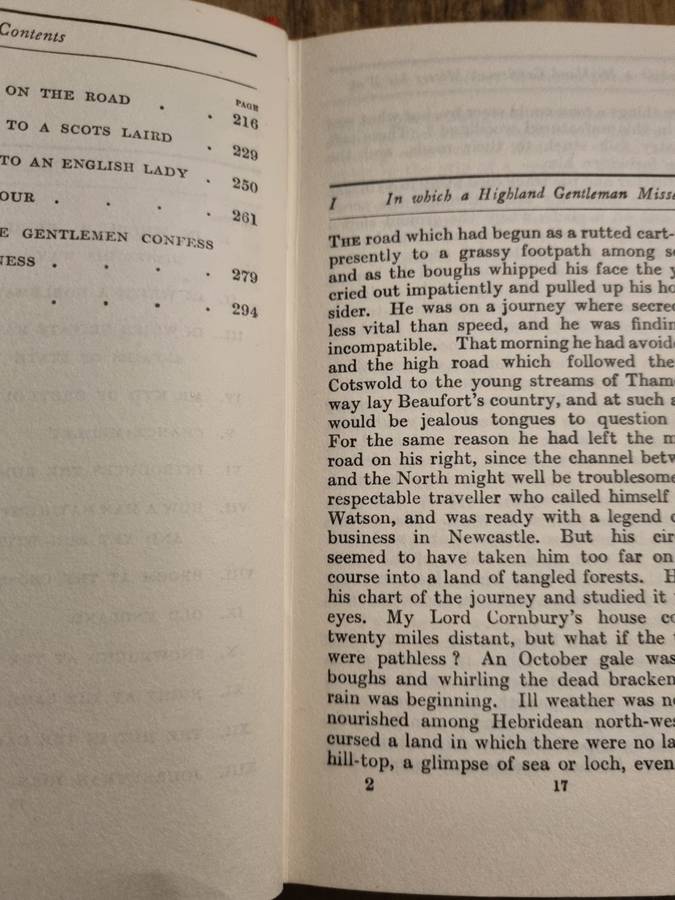 Contents
PAGE
ON THE ROAD . . 216
TO A SCOTS LAIRD . 229
TO AN ENGLISH LADY . 250
OUR . . . . 261
E GENTLEMEN CONFESS
NESS . . . . 279
. . . . 294
I In which a Highland Gentleman Misse
THE road which had begun as a rutted cart-
presently to a grassy footpath among s
and as the boughs whipped his face the y
cried out impatiently and pulled up his ho
sider. He was on a journey where secre
less vital than speed, and he was findin
incompatible. That morning he had avoid
and the high road which followed the
Cotswold to the young streams of Tham
way lay Beaufort's country, and at such a
would be jealous tongues to question
For the same reason he had left the m
road on his right, since the channel betw
and the North might well be troublesome
respectable traveller who called himself
Watson, and was ready with a legend o
business in Newcastle. But his cir
seemed to have taken him too far on
course into a land of tangled forests. H
his chart of the journey and studied it
eyes. My Lord Cornbury's house co
twenty miles distant, but what if the
were pathless ? An October gale was
boughs and whirling the dead bracken
rain was beginning. Ill weather was n
nourished among Hebridean north-we
cursed a land in which there were no la
hill-top, a glimpse of sea or loch, even
2 17